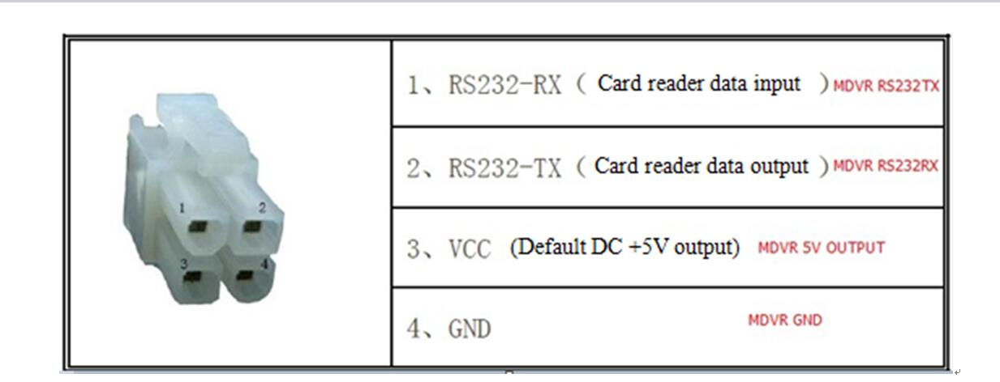 1、RS232-RX ( Card reader data input ) MDVR RS232TX
2、RS232-TX ( Card reader data output ) MDVR RS232RX
1 2
3 4
3、VCC (Default DC +5V output) MDVR 5V OUTPUT
4、GND MDVR GND